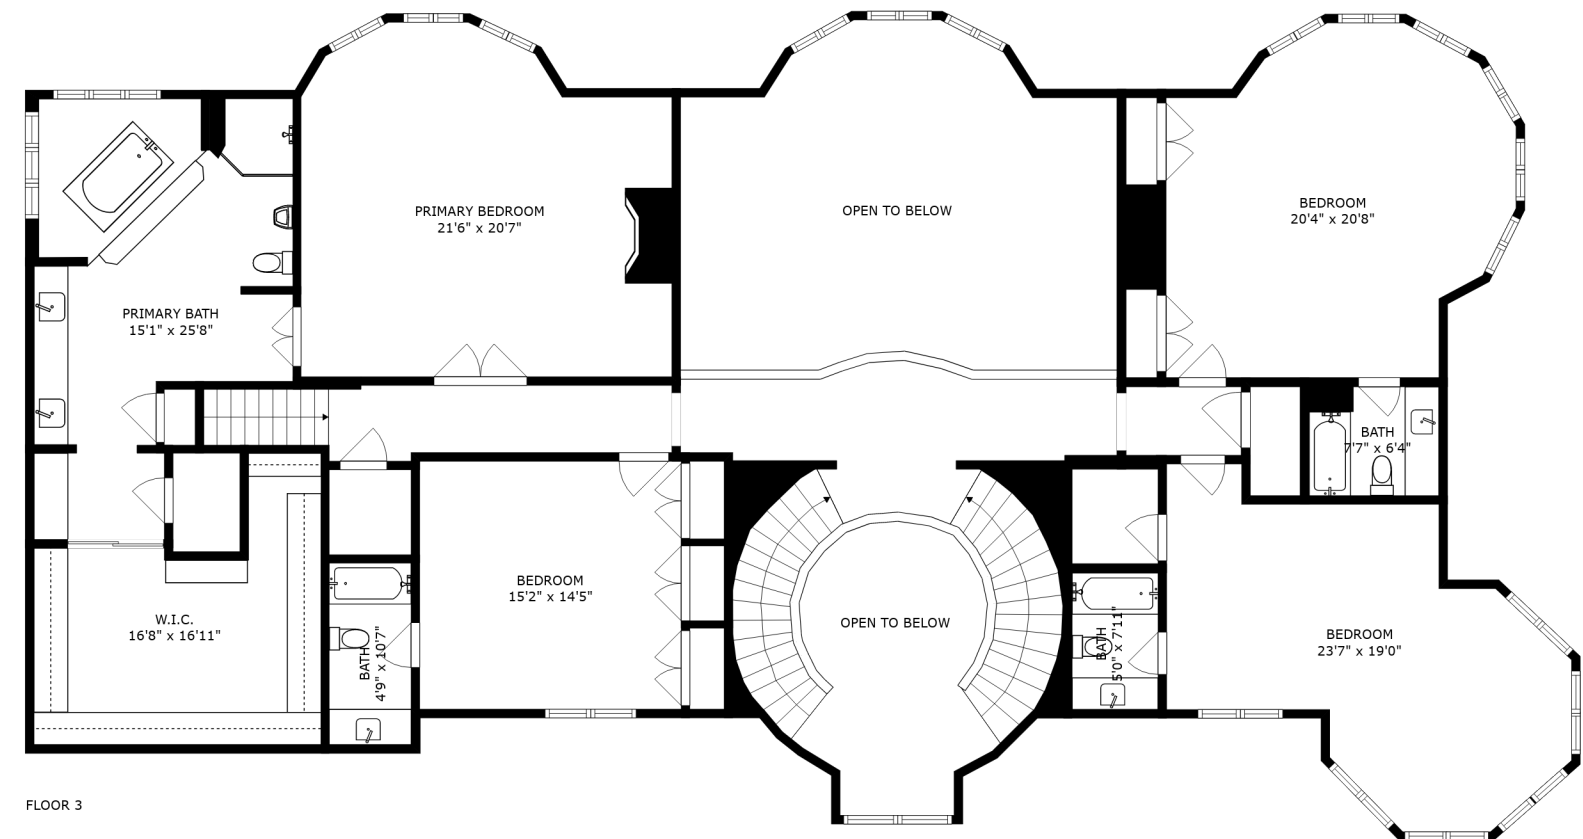 PRIMARY BEDROOM
21'6" x 20'7"
OPEN TO BELOW
BEDROOM
20'4" x 20'8"
PRIMARY BATH
15'1" x 25'8"
BATH
7'7" x 6'4"
BEDROOM
15'2" x 14'5"
W.I.C.
16'8" x 16'11"
BATH
4'9" x 10'7"
OPEN TO BELOW
BATH
5'0" x 7'11"
BEDROOM
23'7" x 19'0"
FLOOR 3